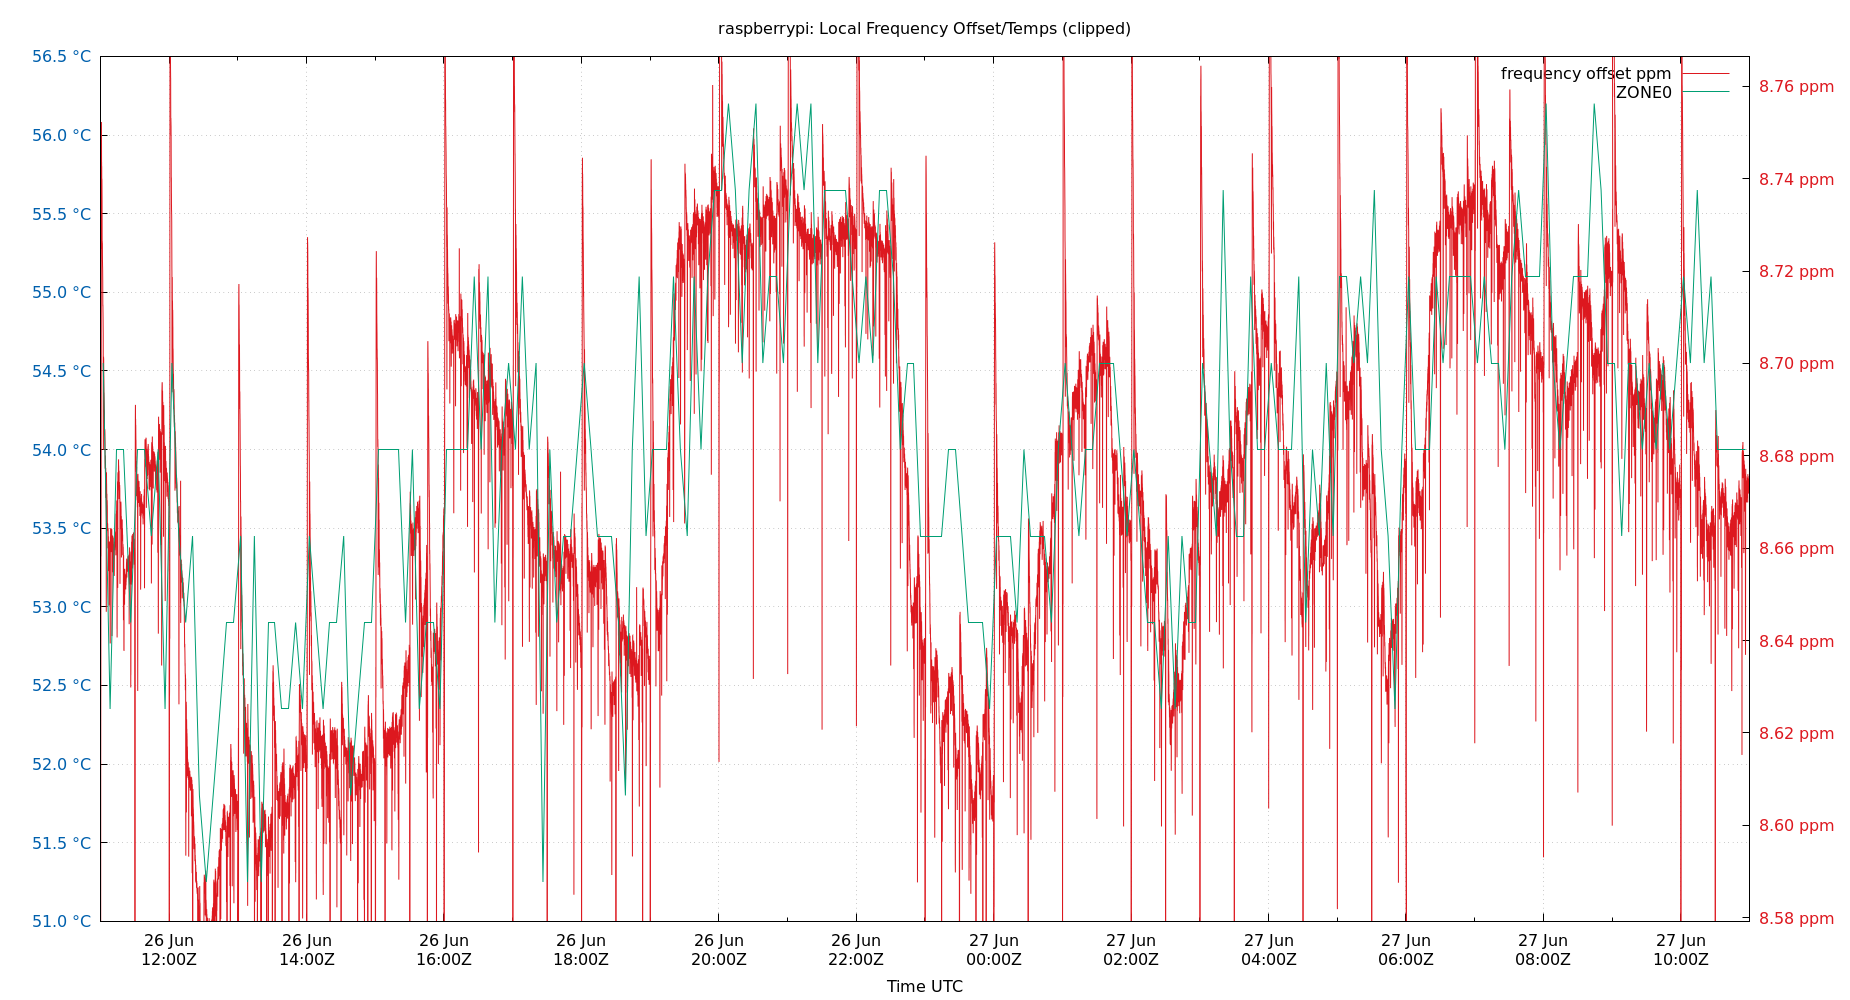 raspberrypi: Local Frequency Offset/Temps (clipped)
56.5 °C
56.0 °C
55.5 °C
55.0 °C
54.5 °C
54.0 °C
53.5 °C
53.0 °C
52.5 °C
52.0 °C
51.5 °C
51.0 °C
frequency offset ppm
ZONE0
8.76 ppm
8.74 ppm
8.72 ppm
8.70 ppm
8.68 ppm
8.66 ppm
8.64 ppm
8.62 ppm
8.60 ppm
8.58 ppm
26 Jun
12:00Z
26 Jun
14:00Z
26 Jun
16:00Z
26 Jun
18:00Z
26 Jun
20:00Z
26 Jun
22:00Z
27 Jun
00:00Z
27 Jun
02:00Z
27 Jun
04:00Z
27 Jun
06:00Z
27 Jun
08:00Z
27 Jun
10:00Z
Time UTC